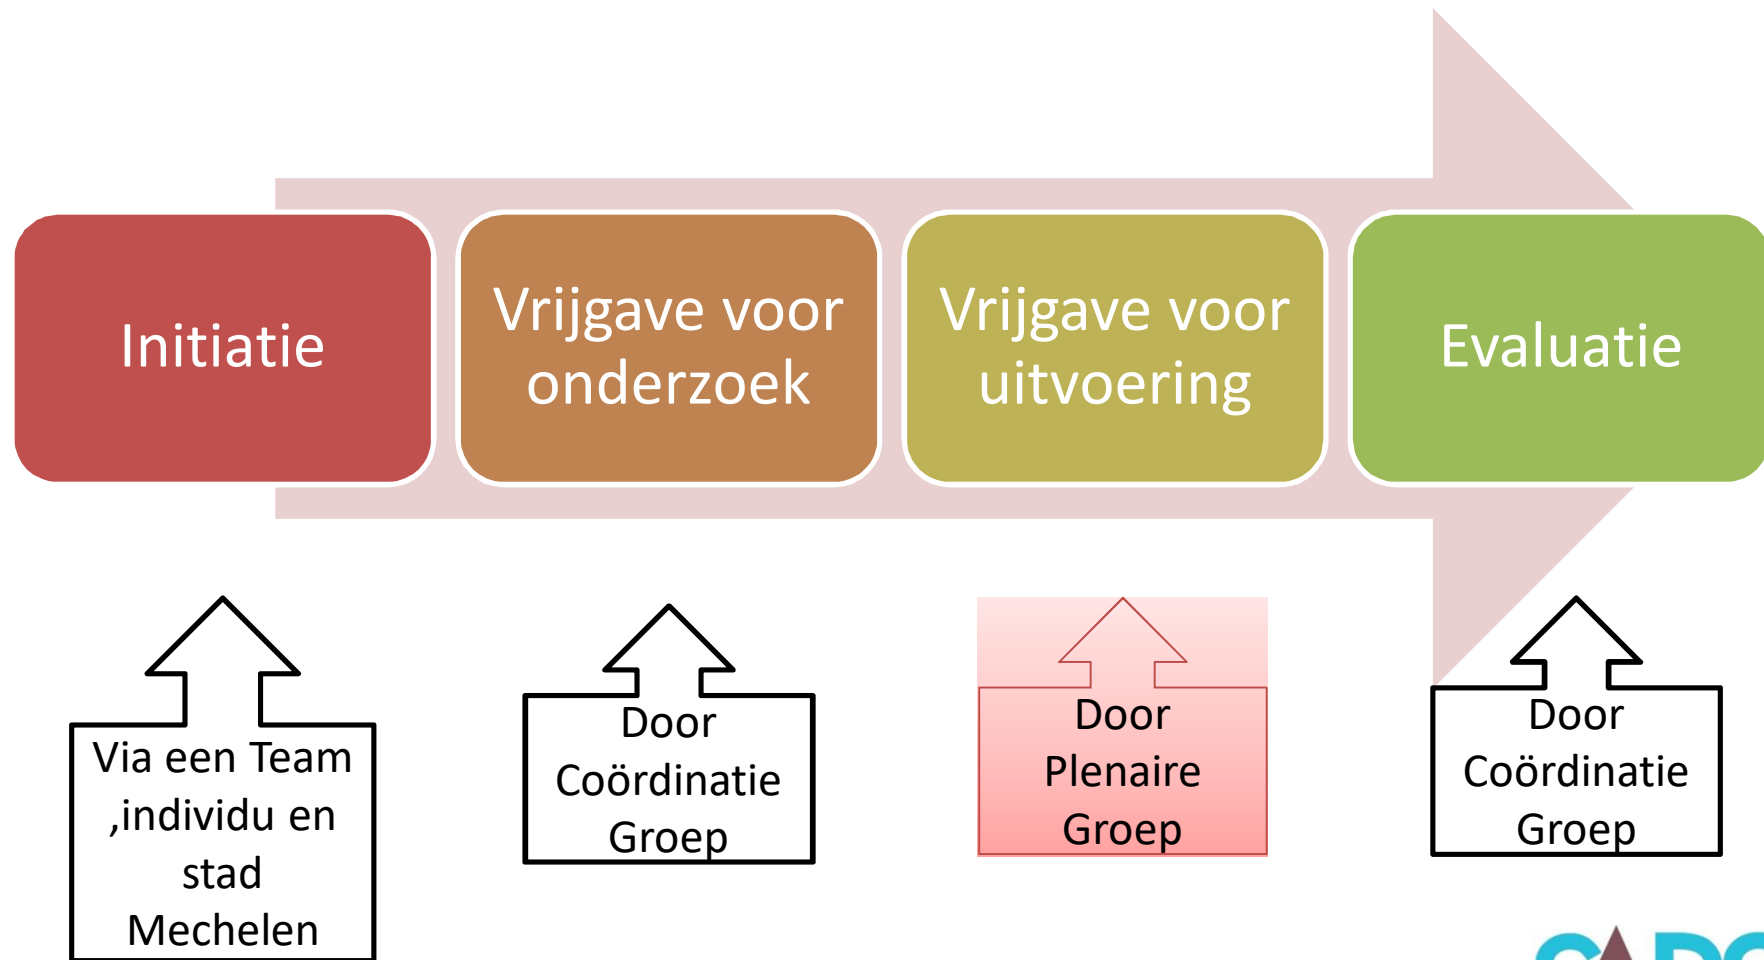 Initiatie
Vrijgave voor
onderzoek
Vrijgave voor
uitvoering
Evaluatie
Via een Team
,individu en
stad
Mechelen
Door
Coördinatie
Groep
Door
Plenaire
Groep
Door
Coördinatie
Groep